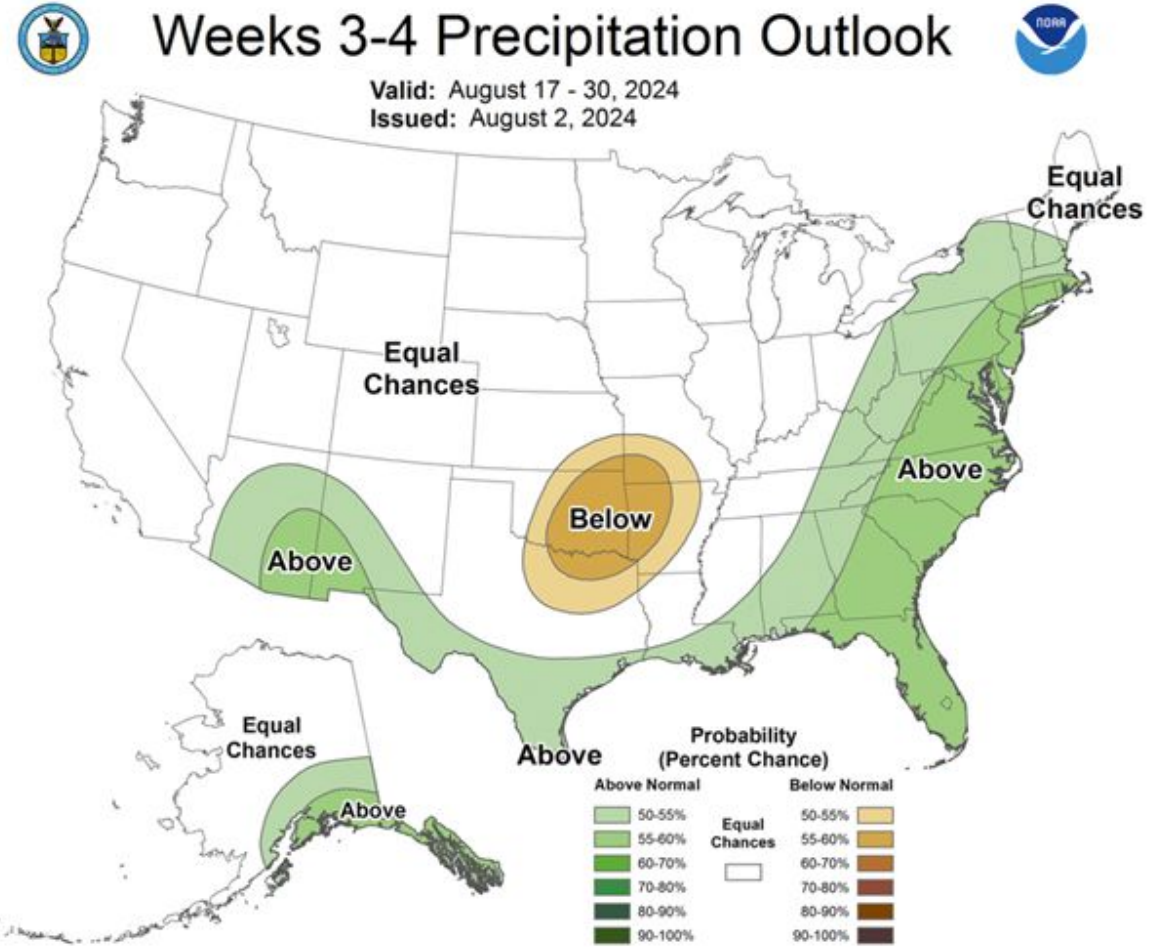 Weeks 3-4 Precipitation Outlook
NOAA
Valid: August 17 - 30, 2024
Issued: August 2, 2024
Equal
Chances
Equal
Chances
Below
Above
Above
Equal
Chances
Above
Above
Probability
(Percent Chance)
Above Normal
Below Normal
50-55%
55-60%
60-70%
70-80%
80-90%
90-100%
Equal
Chances
50-55%
55-60%
60-70%
70-80%
80-90%
90-100%